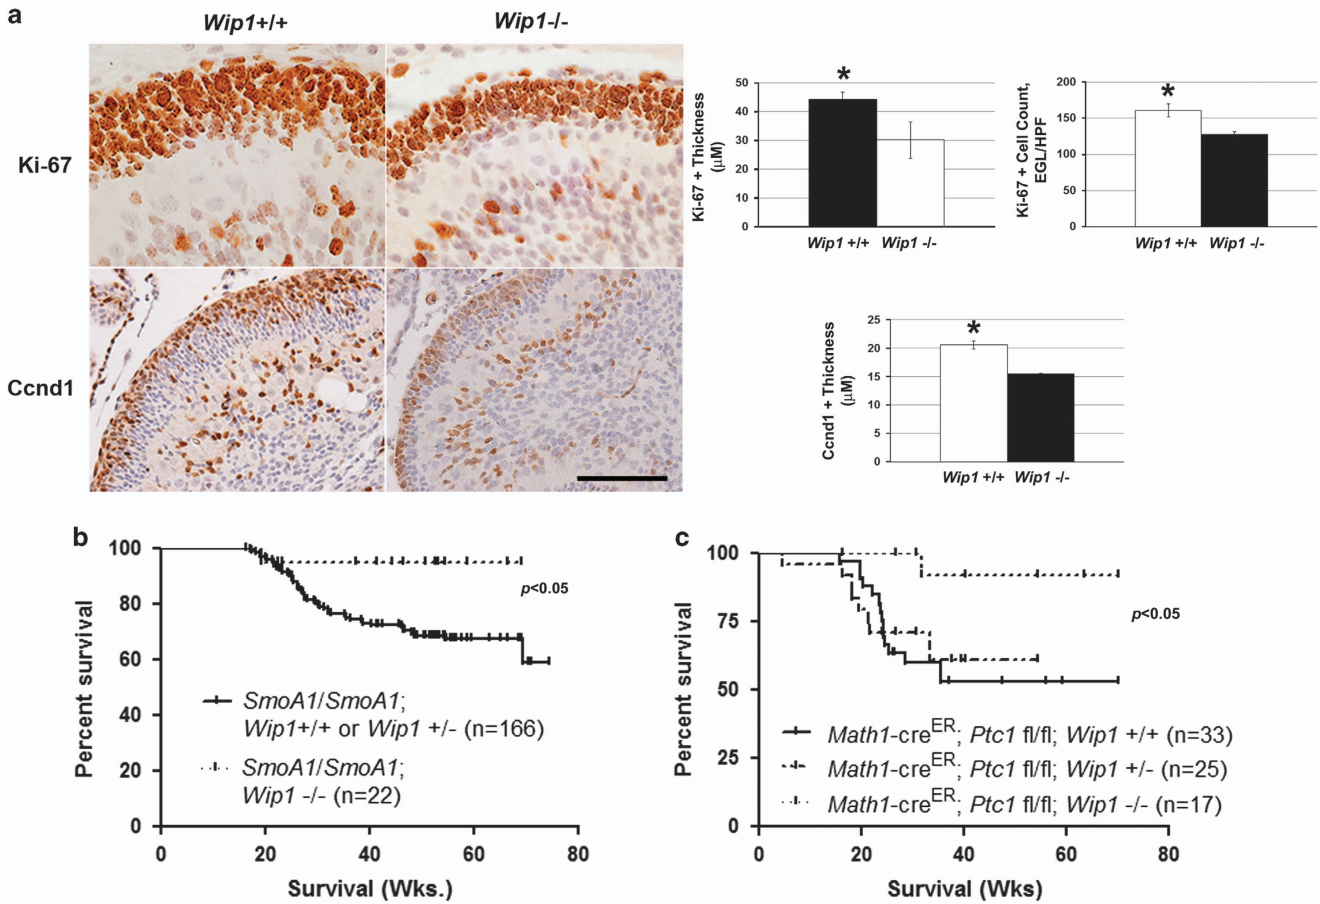 a
Wip1+/+ Wip1-/-
Ki-67
Ccnd1
Ki-67 + Thickness
(µM)
50
40
30
20
10
0
*
Wip1 +/+ Wip1 -/-
Ki-67 + Cell Count,
EGL/HPF
200
150
100
50
0
*
Wip1 +/+ Wip1 -/-
Ccnd1 + Thickness
(µM)
25
20
15
10
5
0
*
Wip1 +/+ Wip1 -/-
b
Percent survival
100
80
60
40
20
0
p<0.05
SmoA1/SmoA1;
Wip1+/+ or Wip1 +/- (n=166)
SmoA1/SmoA1;
Wip1 -/- (n=22)
0 20 40 60 80
Survival (Wks.)
c
Percent survival
100
75
50
25
0
p<0.05
Math1-creER; Ptc1 fl/fl; Wip1 +/+ (n=33)
Math1-creER; Ptc1 fl/fl; Wip1 +/- (n=25)
Math1-creER; Ptc1 fl/fl; Wip1 -/- (n=17)
0 20 40 60 80
Survival (Wks)